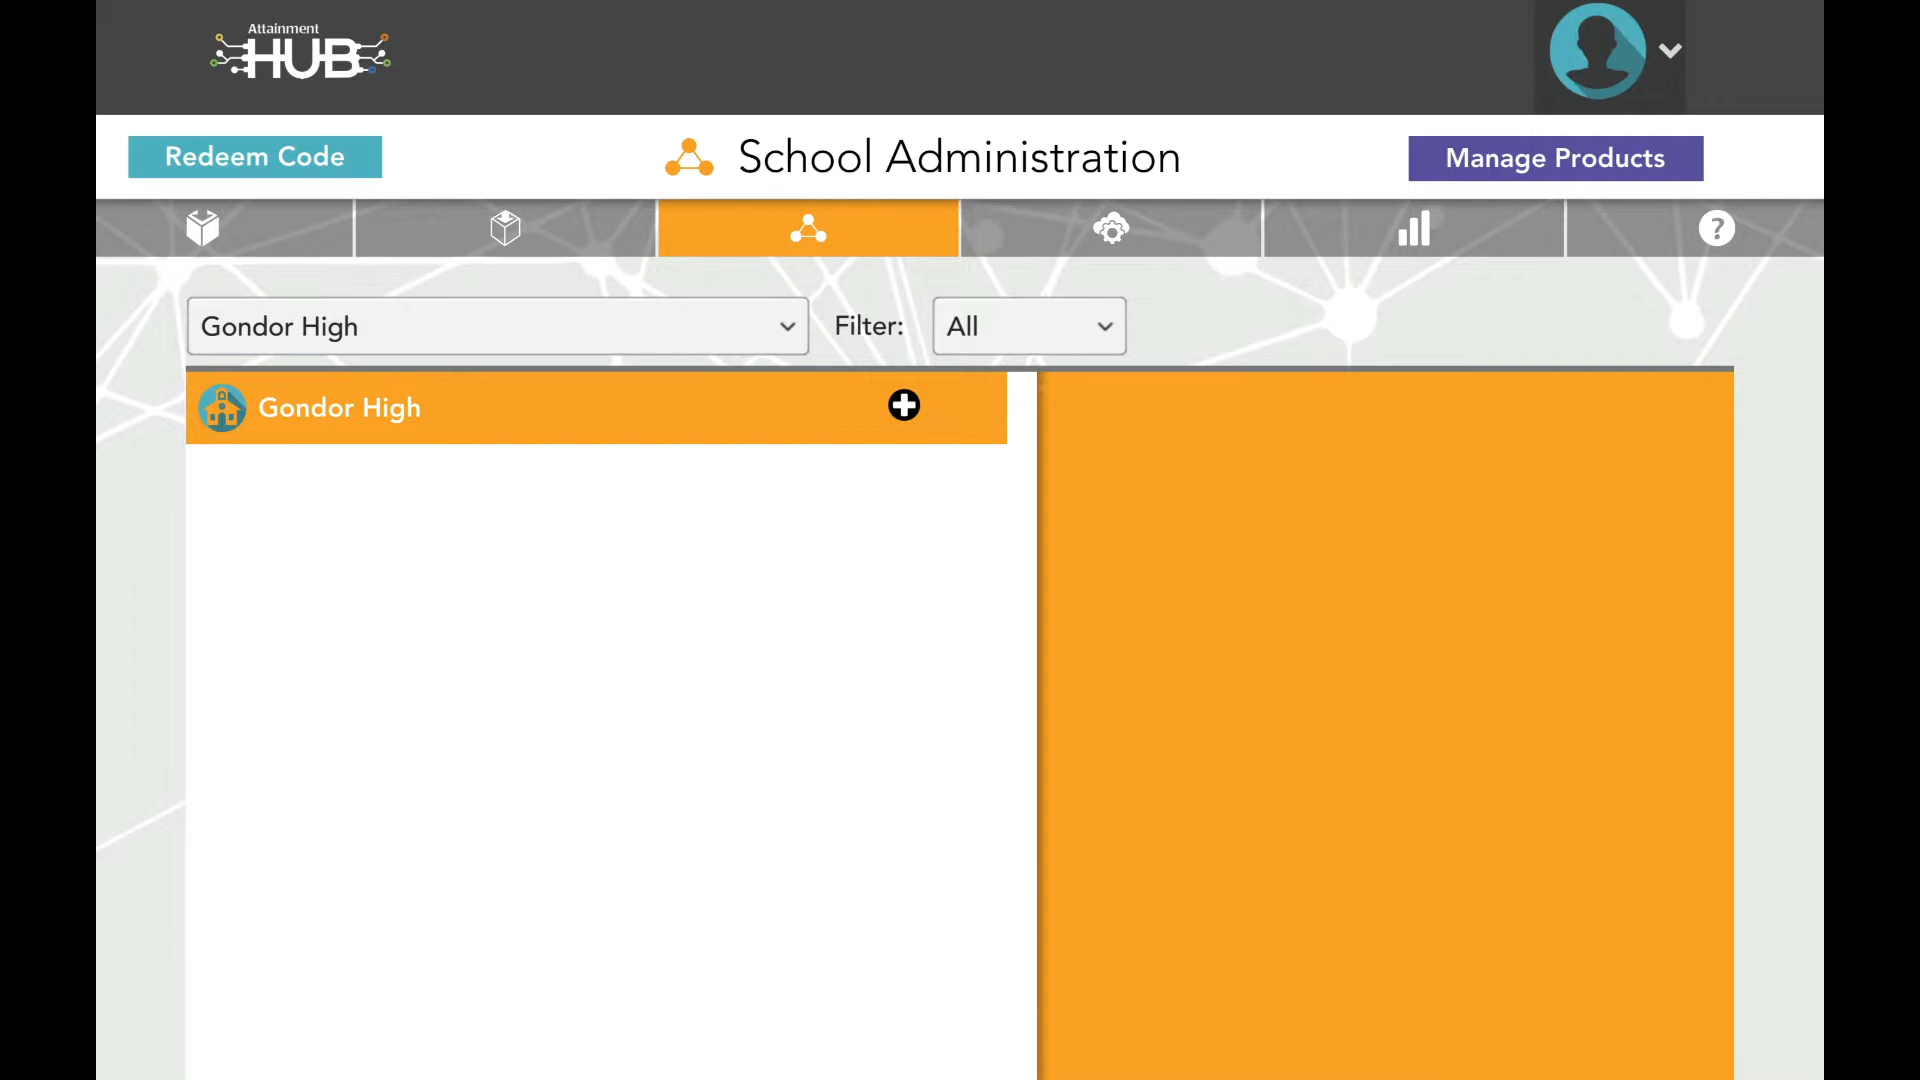 Attainment
HUB
Redeem Code
School Administration
Manage Products
?
Gondor High
Filter:
All
Gondor High